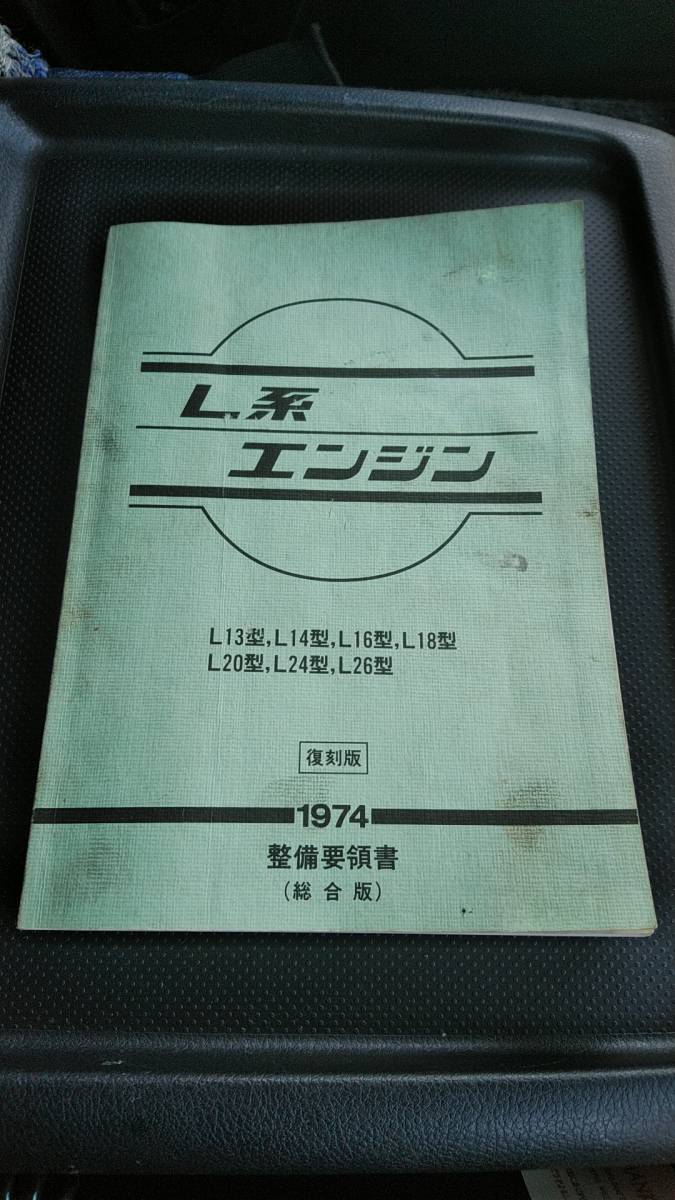 L系
エンジン
L13型,L14型,L16型,L18型
L20型,L24型,L26型
復刻版
1974
整備要領書
(総合版)